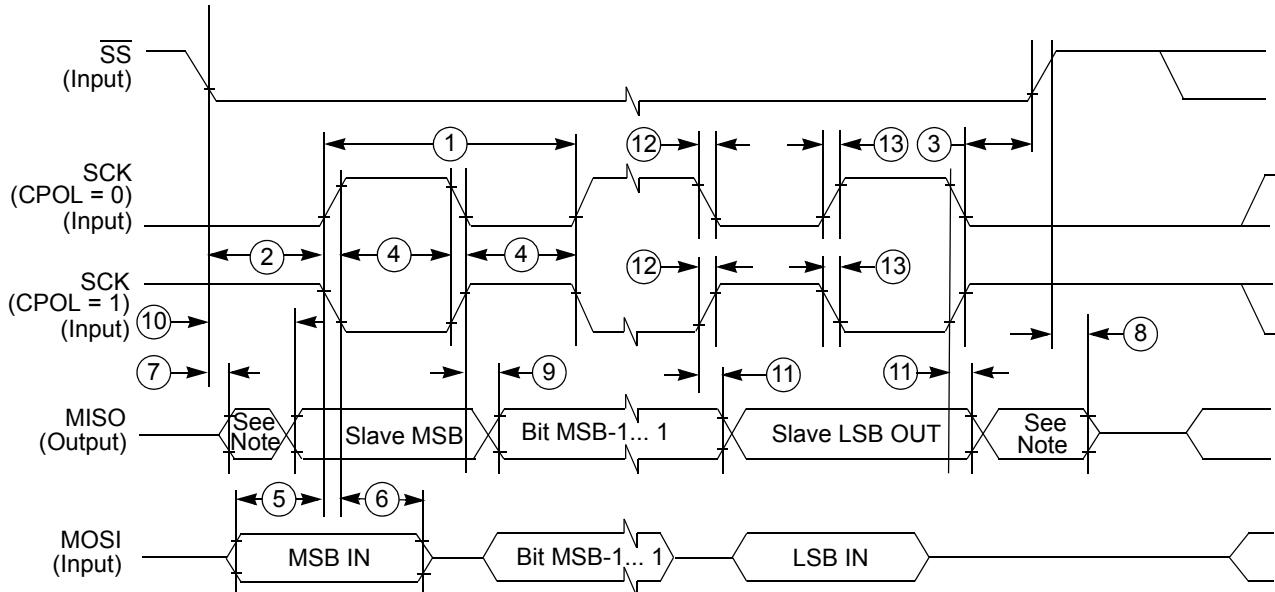 SS
(Input)
1
12
13
3
SCK
(CPOL = 0)
(Input)
2
4
4
12
13
SCK
(CPOL = 1)
(Input)
10
8
7
9
11
11
MISO
(Output)
See
Note
Slave MSB
Bit MSB-1... 1
Slave LSB OUT
See
Note
5
6
MOSI
(Input)
MSB IN
Bit MSB-1... 1
LSB IN